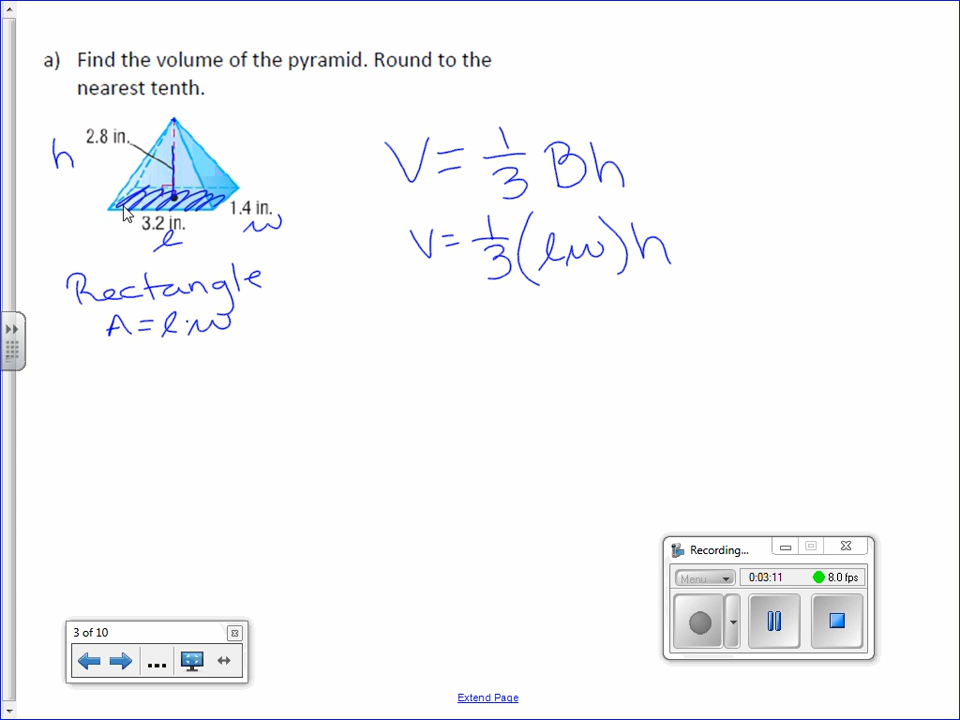 a) Find the volume of the pyramid. Round to the
nearest tenth.
h
2.8 in.
1.4 in.
w
3.2 in.
l
Rectangle
A = l·w
V = 1/3 Bh
V = 1/3 (lw)h
Recording...
Menu
0:03:11
8.0 fps
3 of 10
...
Extend Page